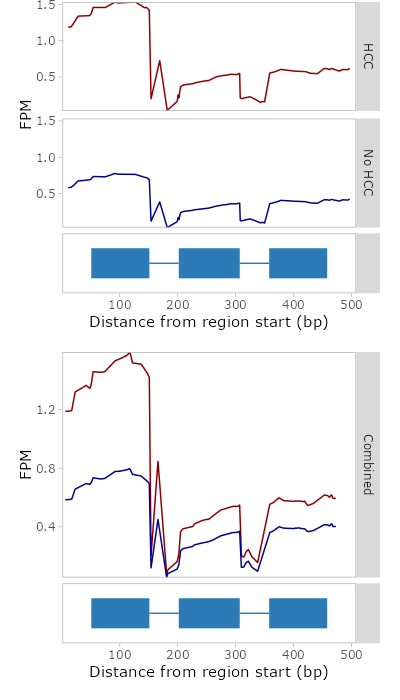 1.5
1.0
0.5
HCC
FPM
1.5
1.0
0.5
No HCC
100 200 300 400 500
Distance from region start (bp)
1.2
0.8
0.4
FPM
Combined
100 200 300 400 500
Distance from region start (bp)